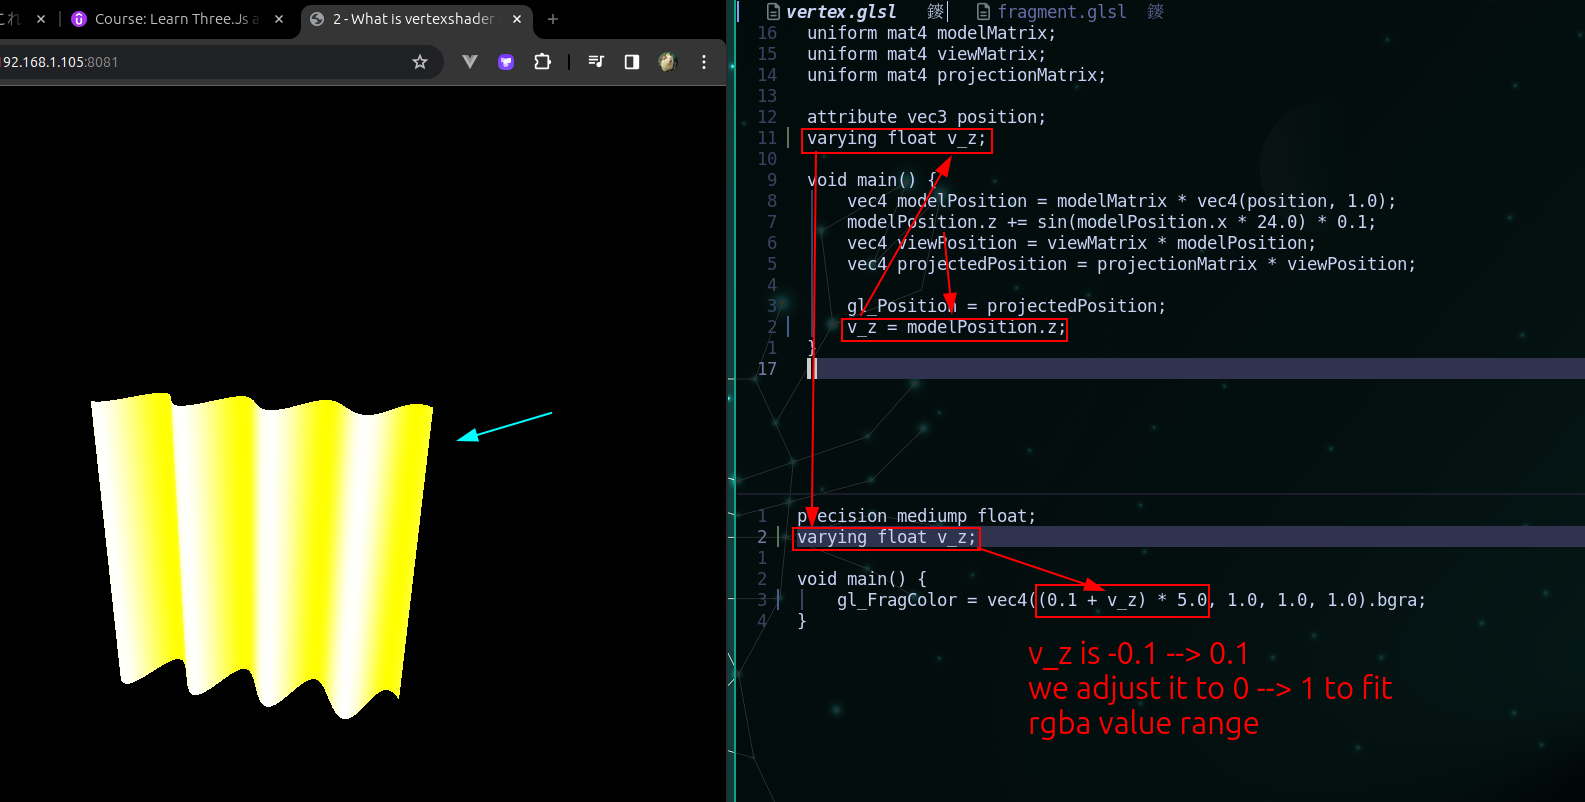 これ
Course: Learn Three.Js a
2 - What is vertexshader
92.168.1.105:8081
vertex.glsl
fragment.glsl
16 uniform mat4 modelMatrix;
15 uniform mat4 viewMatrix;
14 uniform mat4 projectionMatrix;
13
12 attribute vec3 position;
11 varying float v_z;
10
9 void main() {
8 vec4 modelPosition = modelMatrix * vec4(position, 1.0);
7 modelPosition.z += sin(modelPosition.x * 24.0) * 0.1;
6 vec4 viewPosition = viewMatrix * modelPosition;
5 vec4 projectedPosition = projectionMatrix * viewPosition;
4
3 gl_Position = projectedPosition;
2 v_z = modelPosition.z;
1 }
17
1 precision mediump float;
2 varying float v_z;
1
2 void main() {
3 gl_FragColor = vec4((0.1 + v_z) * 5.0, 1.0, 1.0, 1.0).bgra;
4 }
v_z is -0.1 --> 0.1
we adjust it to 0 --> 1 to fit
rgba value range